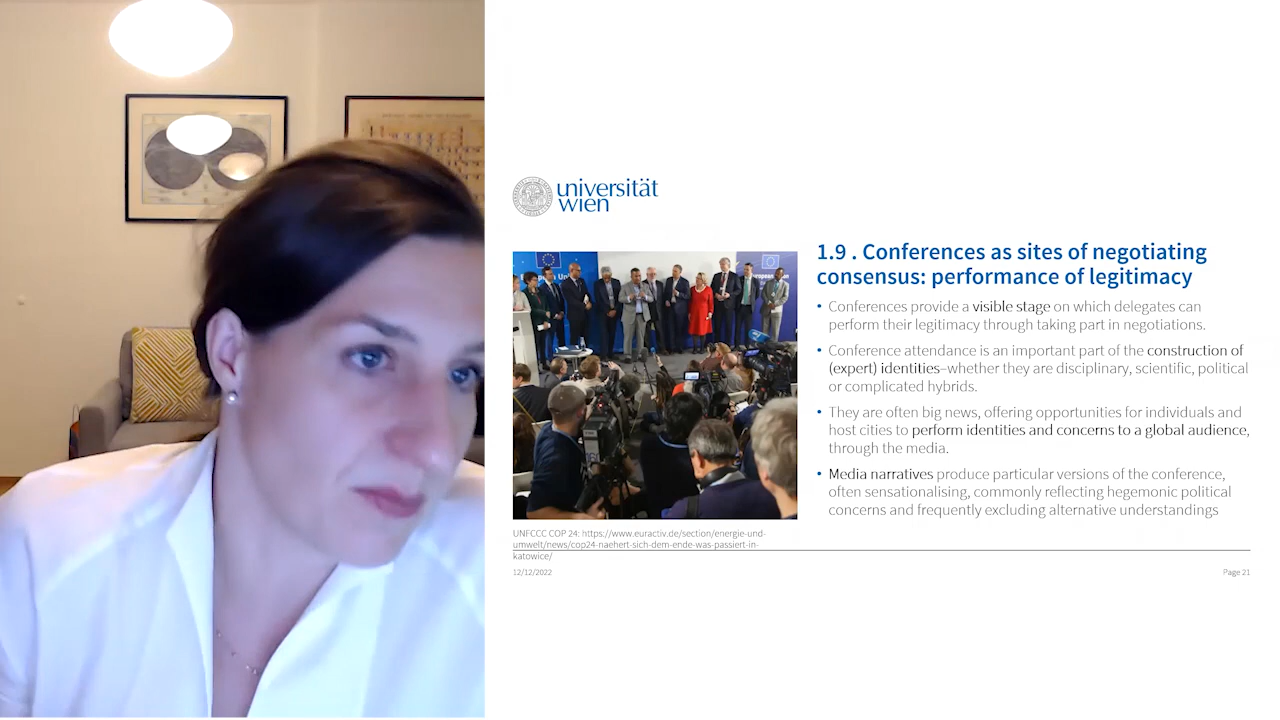 universität
wien
1.9 . Conferences as sites of negotiating
consensus: performance of legitimacy
• Conferences provide a visible stage on which delegates can
perform their legitimacy through taking part in negotiations.
• Conference attendance is an important part of the construction of
(expert) identities–whether they are disciplinary, scientific, political
or complicated hybrids.
• They are often big news, offering opportunities for individuals and
host cities to perform identities and concerns to a global audience,
through the media.
• Media narratives produce particular versions of the conference,
often sensationalising, commonly reflecting hegemonic political
concerns and frequently excluding alternative understandings
UNFCCC COP 24: https://www.euractiv.de/section/energie-und-
umwelt/news/cop24-naehert-sich-dem-ende-was-passiert-in-
katowice/
12/12/2022
Page 21